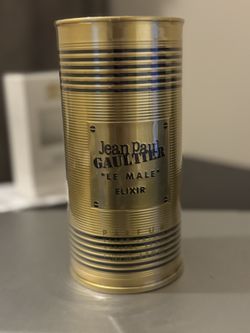 Jean Paul
GAULTIER
"LE MALE"
ELIXIR
PARFUM